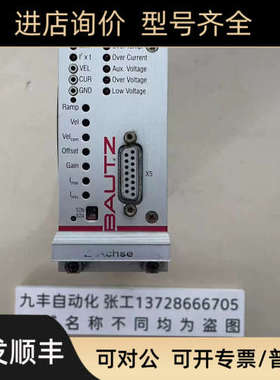 进店询价 型号齐全
Over Current
I²xt
VEL
Aux. Voltage
CUR
Over Voltage
GND
Low Voltage
Ramp
Vel
Offset
Gain
X5
BAUTZ
Achse
九丰自动化 张工13728666705
名称不同均为盗图
发顺丰
可对公 可开专票/普